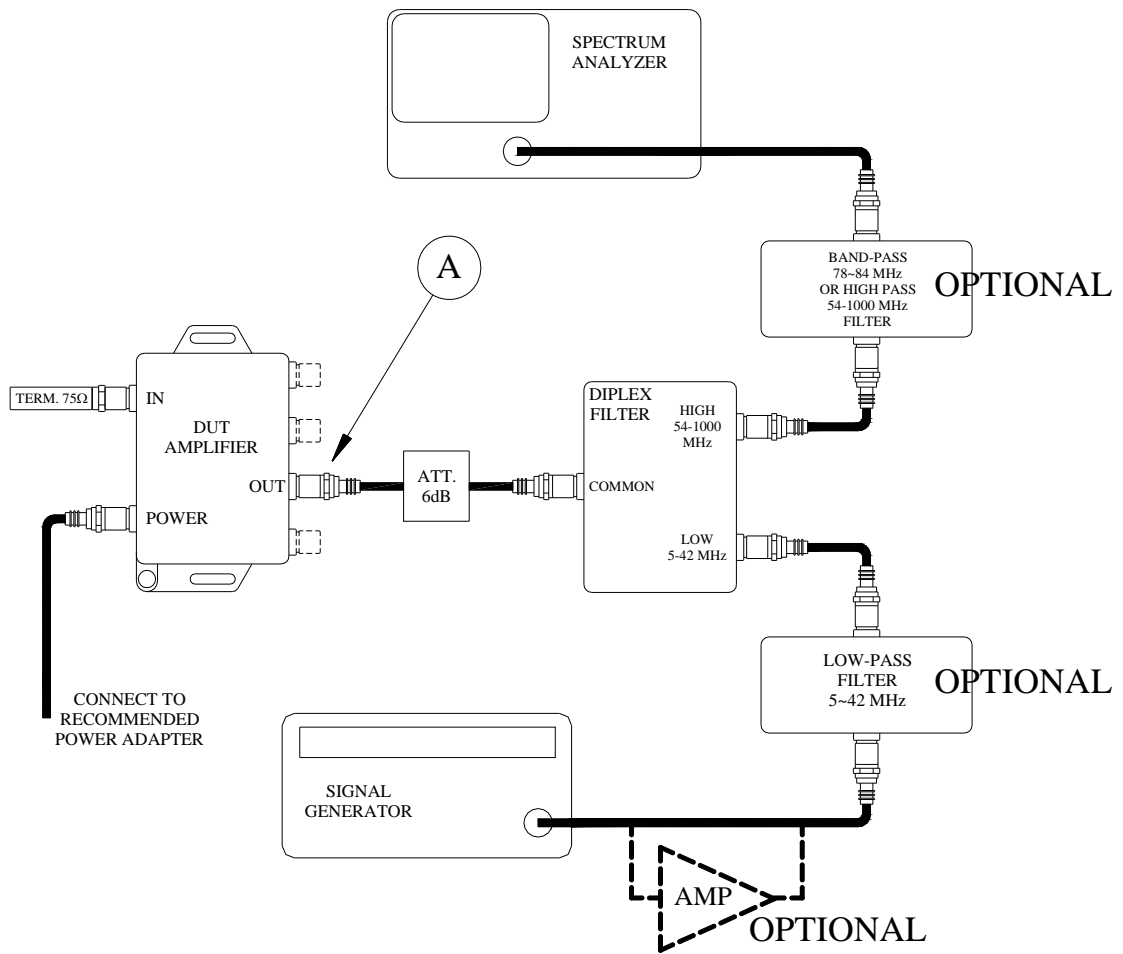 SPECTRUM
ANALYZER
A
BAND-PASS
78~84 MHz
OR HIGH PASS
54-1000 MHz
FILTER
OPTIONAL
TERM. 75Ω
IN
DUT
AMPLIFIER
OUT
POWER
ATT.
6dB
DIPLEX
FILTER
HIGH
54-1000
MHz
COMMON
LOW
5-42 MHz
CONNECT TO
RECOMMENDED
POWER ADAPTER
LOW-PASS
FILTER
5~42 MHz
OPTIONAL
SIGNAL
GENERATOR
AMP
OPTIONAL